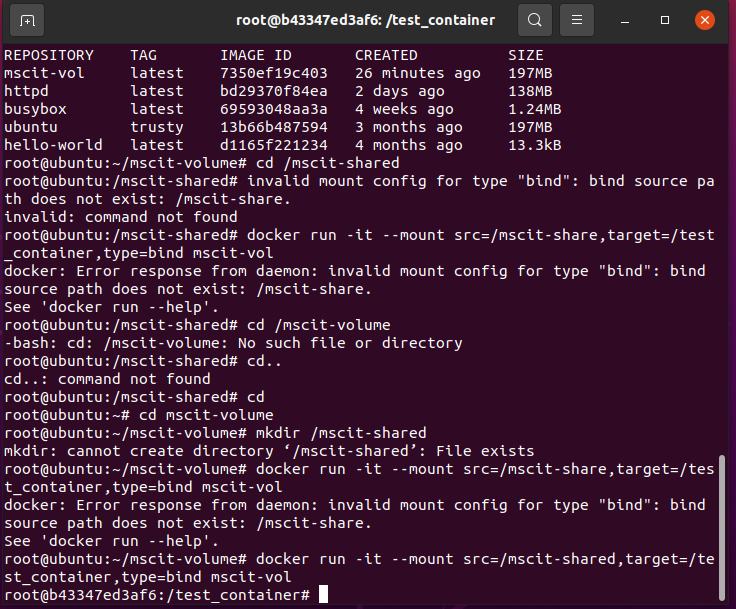 root@b43347ed3af6: /test_container
REPOSITORY TAG IMAGE ID CREATED SIZE
mscit-vol latest 7350ef19c403 26 minutes ago 197MB
httpd latest bd29370f84ea 2 days ago 138MB
busybox latest 69593048aa3a 4 weeks ago 1.24MB
ubuntu trusty 13b66b487594 3 months ago 197MB
hello-world latest d1165f221234 4 months ago 13.3kB
root@ubuntu:~/mscit-volume# cd /mscit-shared
root@ubuntu:/mscit-shared# invalid mount config for type "bind": bind source pa
th does not exist: /mscit-share.
invalid: command not found
root@ubuntu:/mscit-shared# docker run -it --mount src=/mscit-share,target=/test
_container,type=bind mscit-vol
docker: Error response from daemon: invalid mount config for type "bind": bind
source path does not exist: /mscit-share.
See 'docker run --help'.
root@ubuntu:/mscit-shared# cd /mscit-volume
-bash: cd: /mscit-volume: No such file or directory
root@ubuntu:/mscit-shared# cd..
cd..: command not found
root@ubuntu:/mscit-shared# cd
root@ubuntu:~# cd mscit-volume
root@ubuntu:~/mscit-volume# mkdir /mscit-shared
mkdir: cannot create directory ‘/mscit-shared’: File exists
root@ubuntu:~/mscit-volume# docker run -it --mount src=/mscit-share,target=/tes
t_container,type=bind mscit-vol
docker: Error response from daemon: invalid mount config for type "bind": bind
source path does not exist: /mscit-share.
See 'docker run --help'.
root@ubuntu:~/mscit-volume# docker run -it --mount src=/mscit-shared,target=/te
st_container,type=bind mscit-vol
root@b43347ed3af6:/test_container#